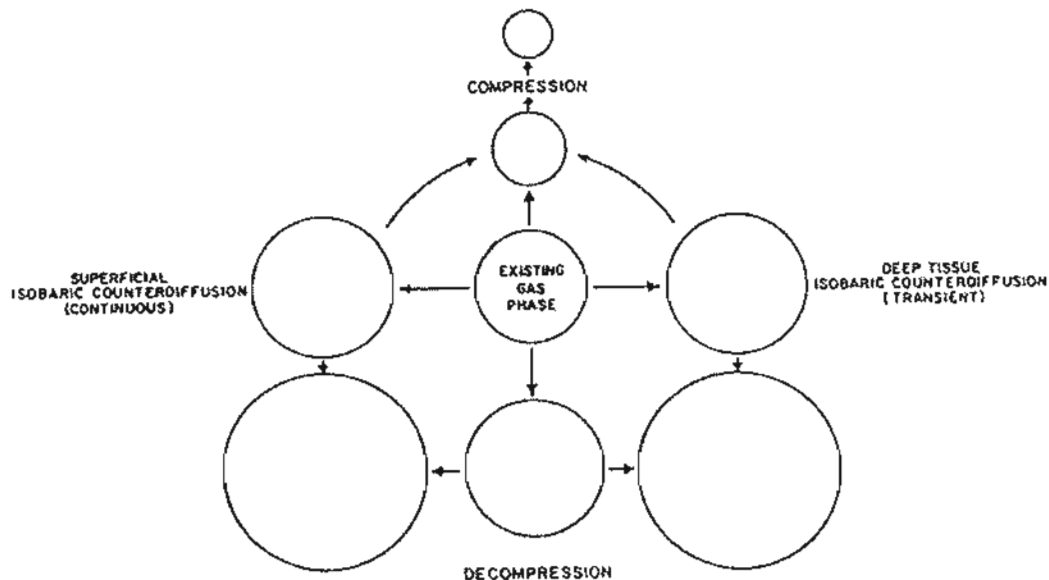 COMPRESSION
SUPERFICIAL
ISOBARIC COUNTERDIFFUSION
(CONTINUOUS)
EXISTING
GAS
PHASE
DEEP TISSUE
ISOBARIC COUNTERDIFFUSION
(TRANSIENT)
DECOMPRESSION